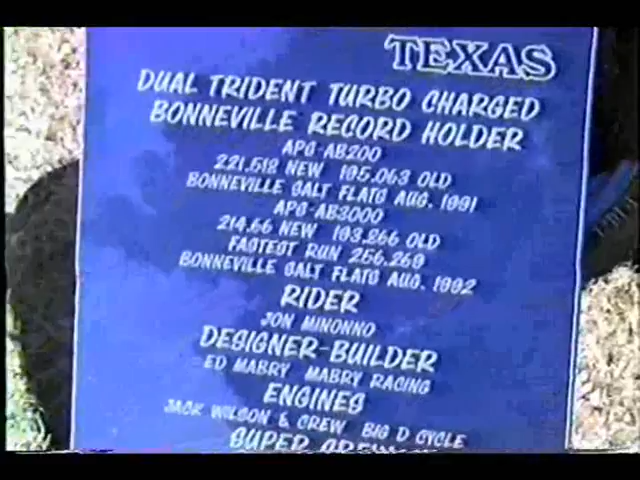 TEXAS
DUAL TRIDENT TURBO CHARGED
BONNEVILLE RECORD HOLDER
APG-AB200
221.512 NEW 195.063 OLD
BONNEVILLE SALT FLATS AUG. 1991
APG-AB3000
214.66 NEW 193.266 OLD
FASTEST RUN 256.269
BONNEVILLE SALT FLATS AUG. 1992
RIDER
JON MINONNO
DESIGNER-BUILDER
ED MABRY MABRY RACING
ENGINES
JACK WILSON & CREW BIG D CYCLE
SUPER CREW